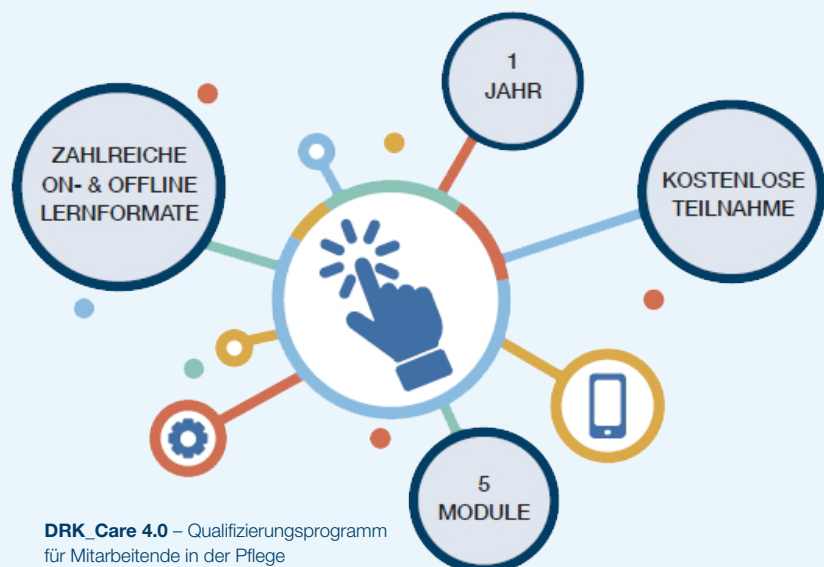 1
JAHR
ZAHLREICHE
ON- & OFFLINE
LERNFORMATE
KOSTENLOSE
TEILNAHME
5
MODULE
DRK_Care 4.0 – Qualifizierungsprogramm
für Mitarbeitende in der Pflege